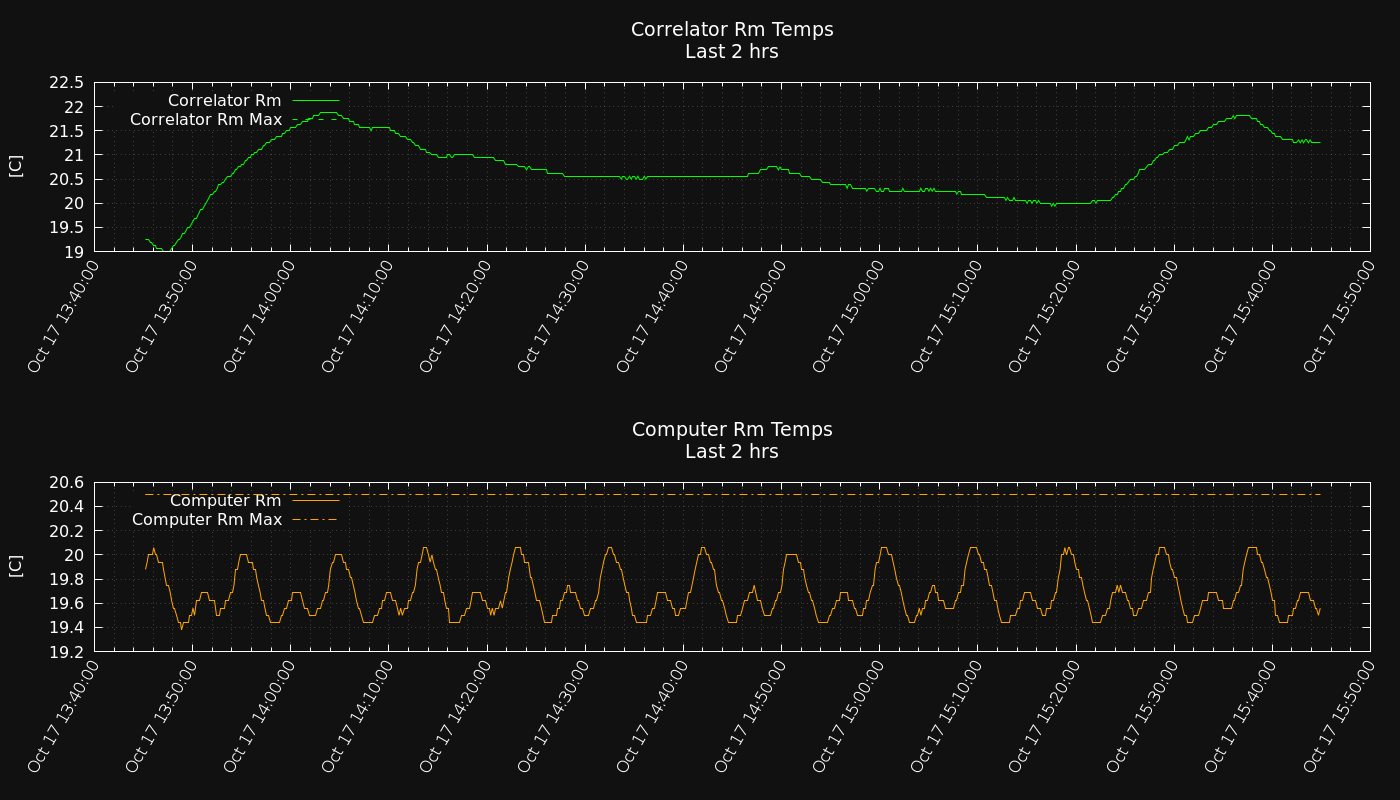 Correlator Rm Temps
Last 2 hrs
22.5
22
21.5
21
20.5
20
19.5
19
[C]
Correlator Rm
Correlator Rm Max
Oct 17 13:40:00
Oct 17 13:50:00
Oct 17 14:00:00
Oct 17 14:10:00
Oct 17 14:20:00
Oct 17 14:30:00
Oct 17 14:40:00
Oct 17 14:50:00
Oct 17 15:00:00
Oct 17 15:10:00
Oct 17 15:20:00
Oct 17 15:30:00
Oct 17 15:40:00
Oct 17 15:50:00
Computer Rm Temps
Last 2 hrs
20.6
20.4
20.2
20
19.8
19.6
19.4
19.2
[C]
Computer Rm
Computer Rm Max
Oct 17 13:40:00
Oct 17 13:50:00
Oct 17 14:00:00
Oct 17 14:10:00
Oct 17 14:20:00
Oct 17 14:30:00
Oct 17 14:40:00
Oct 17 14:50:00
Oct 17 15:00:00
Oct 17 15:10:00
Oct 17 15:20:00
Oct 17 15:30:00
Oct 17 15:40:00
Oct 17 15:50:00